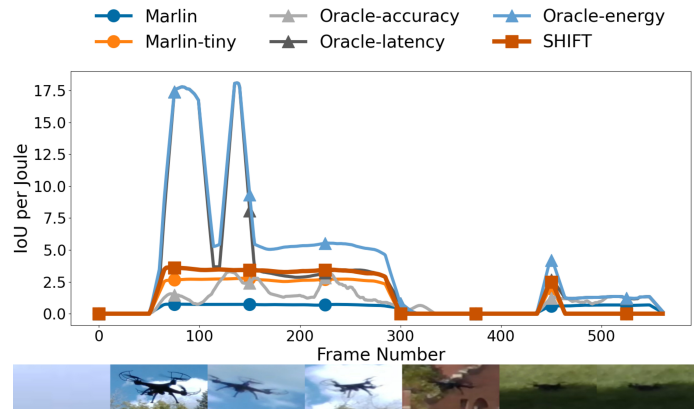 Marlin
Oracle-accuracy
Oracle-energy
Marlin-tiny
Oracle-latency
SHIFT
IoU per Joule
17.5
15.0
12.5
10.0
7.5
5.0
2.5
0.0
0
100
200
300
400
500
Frame Number